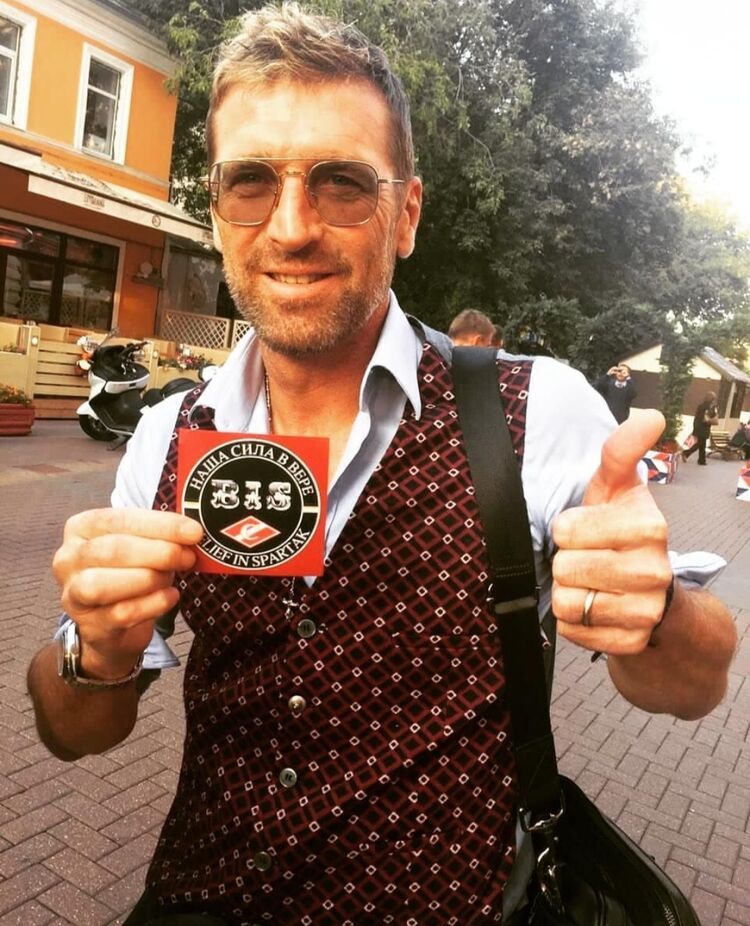 НАША СИЛА В ВЕРЕ
BIS
LIEF IN SPARTAK